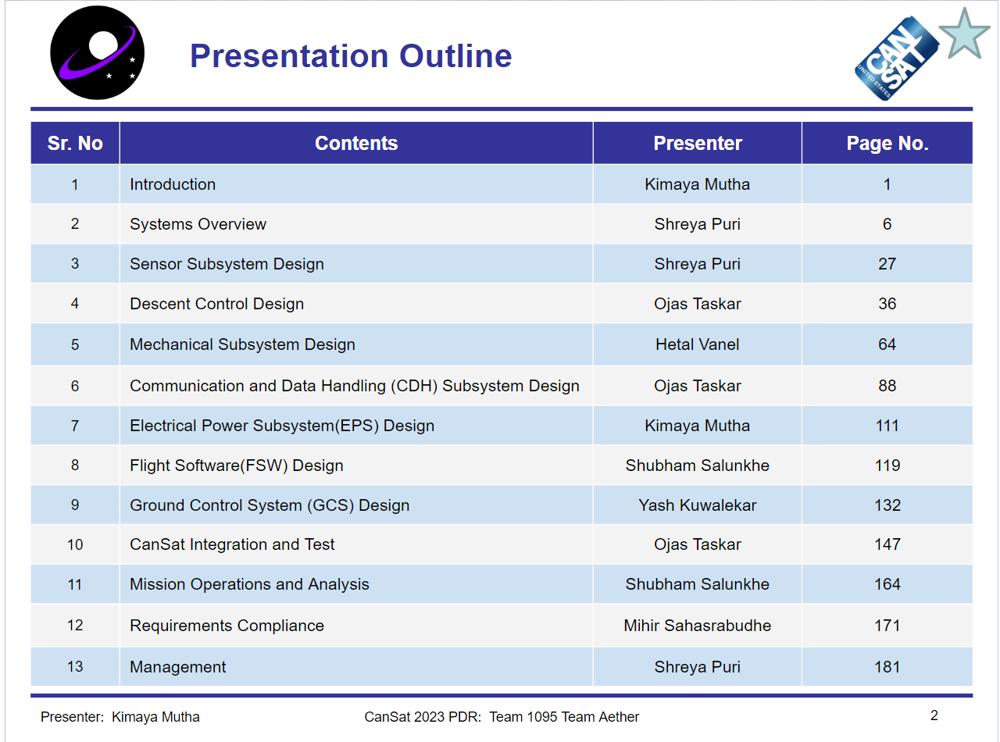 Presentation Outline
CAN
SAT
UNITED STATES
Sr. No Contents Presenter Page No.
1 Introduction Kimaya Mutha 1
2 Systems Overview Shreya Puri 6
3 Sensor Subsystem Design Shreya Puri 27
4 Descent Control Design Ojas Taskar 36
5 Mechanical Subsystem Design Hetal Vanel 64
6 Communication and Data Handling (CDH) Subsystem Design Ojas Taskar 88
7 Electrical Power Subsystem(EPS) Design Kimaya Mutha 111
8 Flight Software(FSW) Design Shubham Salunkhe 119
9 Ground Control System (GCS) Design Yash Kuwalekar 132
10 CanSat Integration and Test Ojas Taskar 147
11 Mission Operations and Analysis Shubham Salunkhe 164
12 Requirements Compliance Mihir Sahasrabudhe 171
13 Management Shreya Puri 181
Presenter: Kimaya Mutha CanSat 2023 PDR: Team 1095 Team Aether 2